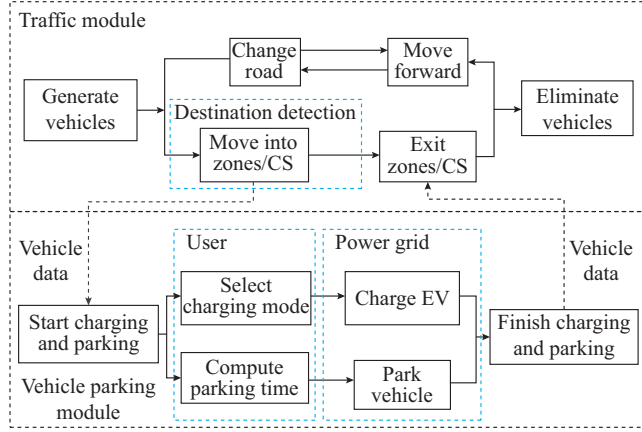 Traffic module
Change
road
Move
forward
Generate
vehicles
Eliminate
vehicles
Destination detection
Move into
zones/CS
Exit
zones/CS
Vehicle
data
User
Power grid
Vehicle
data
Select
charging mode
Charge EV
Start charging
and parking
Finish charging
and parking
Compute
parking time
Park
vehicle
Vehicle parking
module